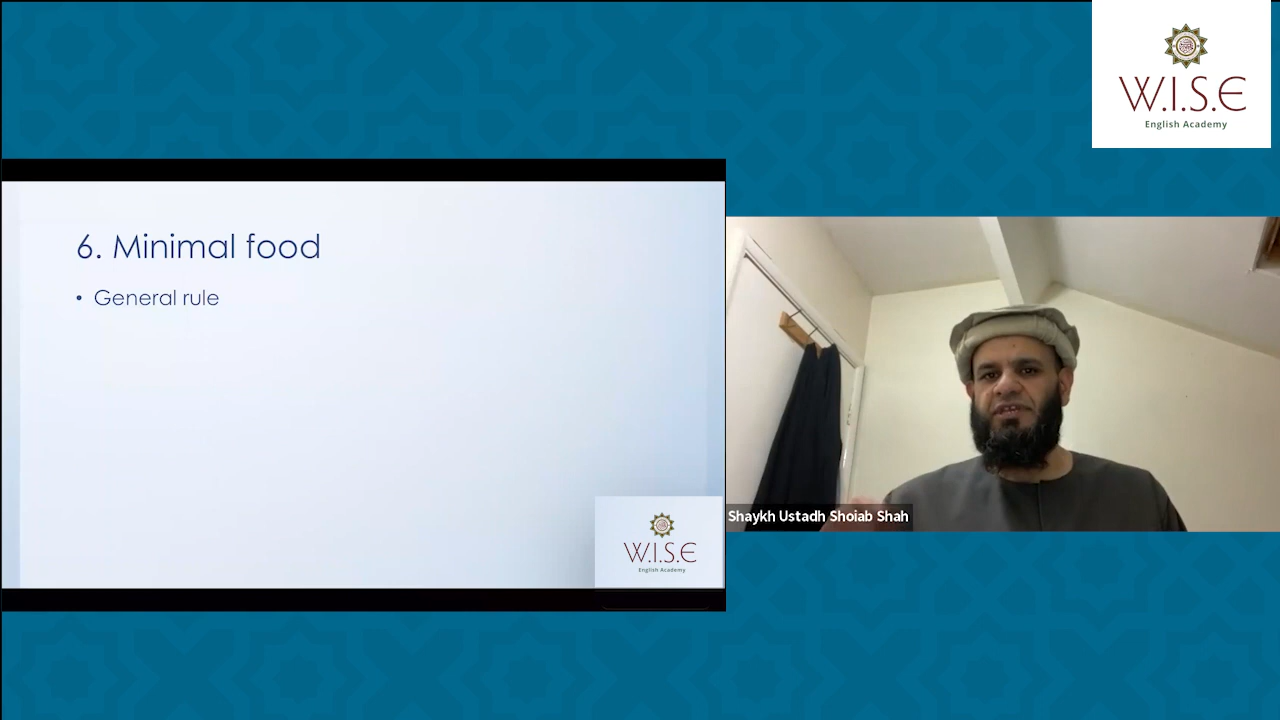 W.I.S.E
English Academy
6. Minimal food
• General rule
W.I.S.E
English Academy
Shaykh Ustadh Shoiab Shah